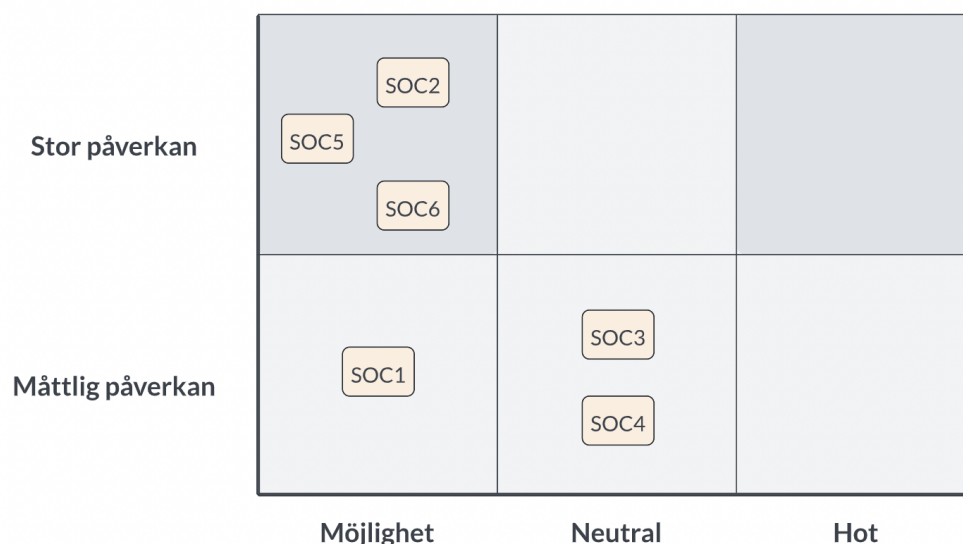 SOC2
SOC5
Stor påverkan
SOC6
SOC3
SOC1
Måttlig påverkan
SOC4
Möjlighet Neutral Hot